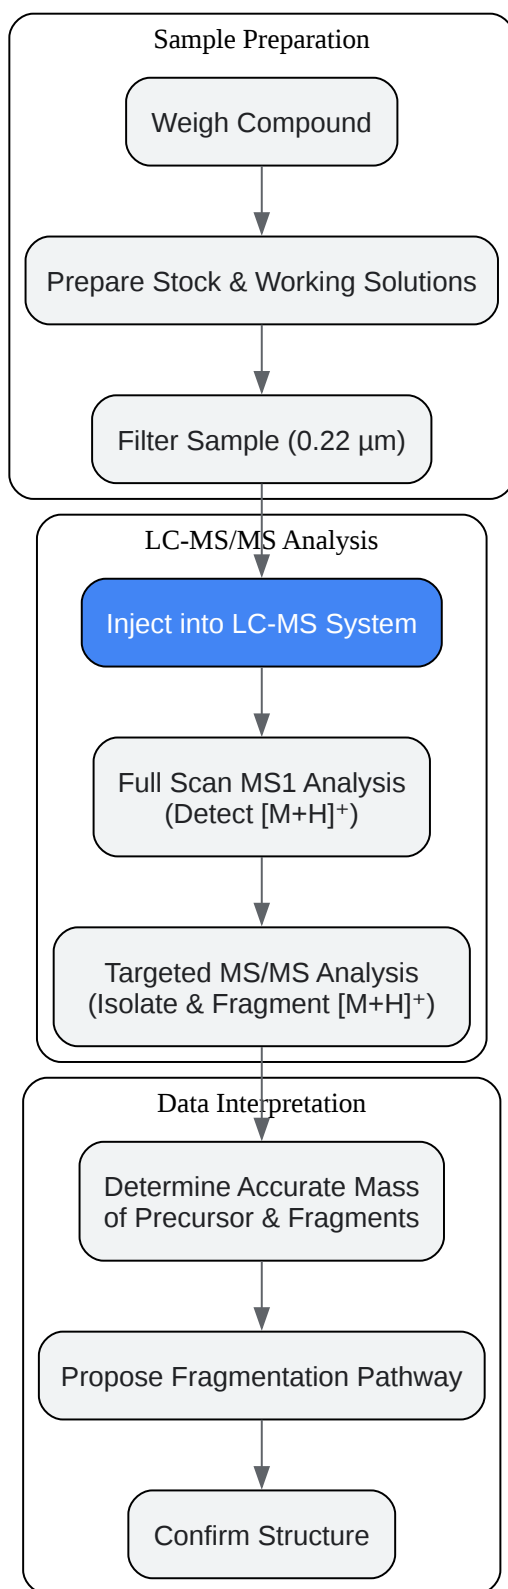 Sample Preparation
Weigh Compound
Prepare Stock & Working Solutions
Filter Sample (0.22 µm)
LC-MS/MS Analysis
Inject into LC-MS System
Full Scan MS1 Analysis
(Detect [M+H]⁺)
Targeted MS/MS Analysis
(Isolate & Fragment [M+H]⁺)
Data Interpretation
Determine Accurate Mass
of Precursor & Fragments
Propose Fragmentation Pathway
Confirm Structure